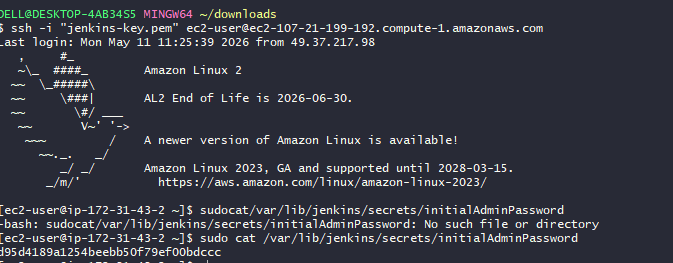 DELL@DESKTOP-4AB34S5 MINGW64 ~/downloads
$ ssh -i "jenkins-key.pem" ec2-user@ec2-107-21-199-192.compute-1.amazonaws.com
Last login: Mon May 11 11:25:39 2026 from 49.37.217.98
   ,     #_
   ~\_  ####_        Amazon Linux 2
  ~~  \_#####\
  ~~     \###|       AL2 End of Life is 2026-06-30.
  ~~       \#/ ___
   ~~       V~' '->
    ~~~         /    A newer version of Amazon Linux is available!
      ~~._.   _/
         _/ _/       Amazon Linux 2023, GA and supported until 2028-03-15.
       _/m/'           https://aws.amazon.com/linux/amazon-linux-2023/
[ec2-user@ip-172-31-43-2 ~]$ sudocat/var/lib/jenkins/secrets/initialAdminPassword
-bash: sudocat/var/lib/jenkins/secrets/initialAdminPassword: No such file or directory
[ec2-user@ip-172-31-43-2 ~]$ sudo cat /var/lib/jenkins/secrets/initialAdminPassword
d95d4189a1254beebb50f79ef00bdccc